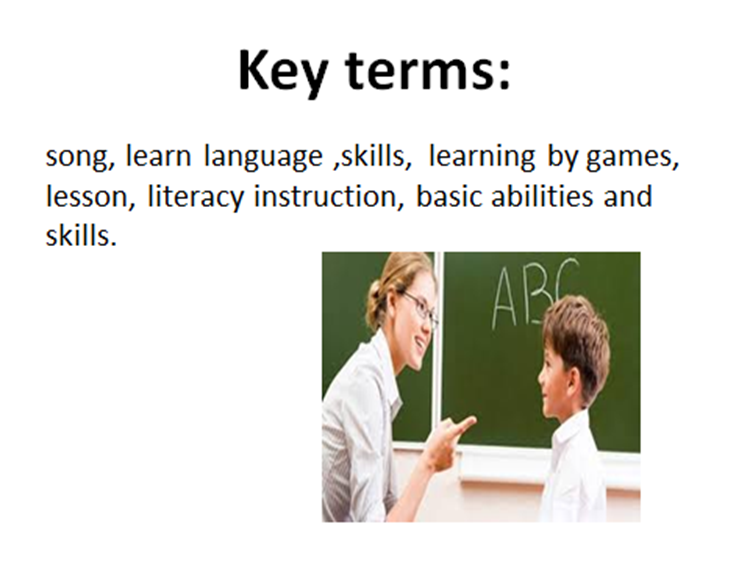 Key terms:
song, learn language ,skills, learning by games,
lesson, literacy instruction, basic abilities and
skills.
ABC